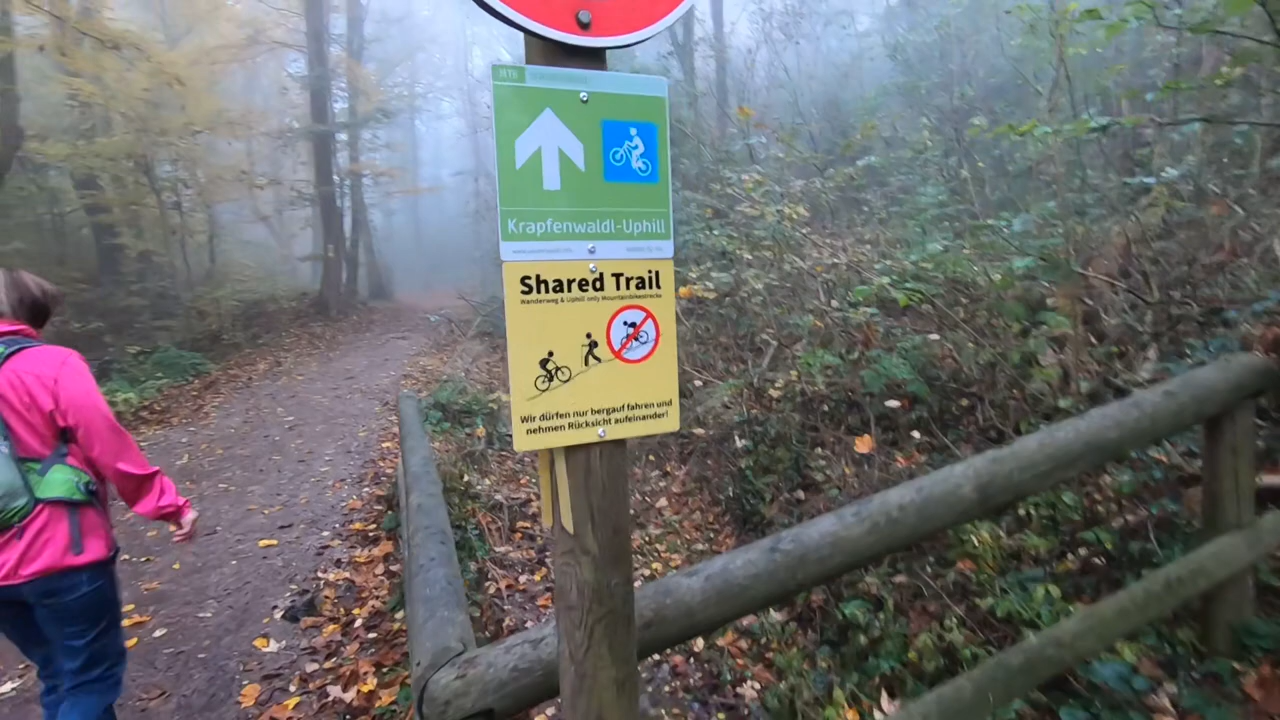 MTB
Krapfenwaldl-Uphill
Shared Trail
Wanderweg & Uphill only Mountainbikestrecke
Wir dürfen nur bergauf fahren und
nehmen Rücksicht aufeinander!